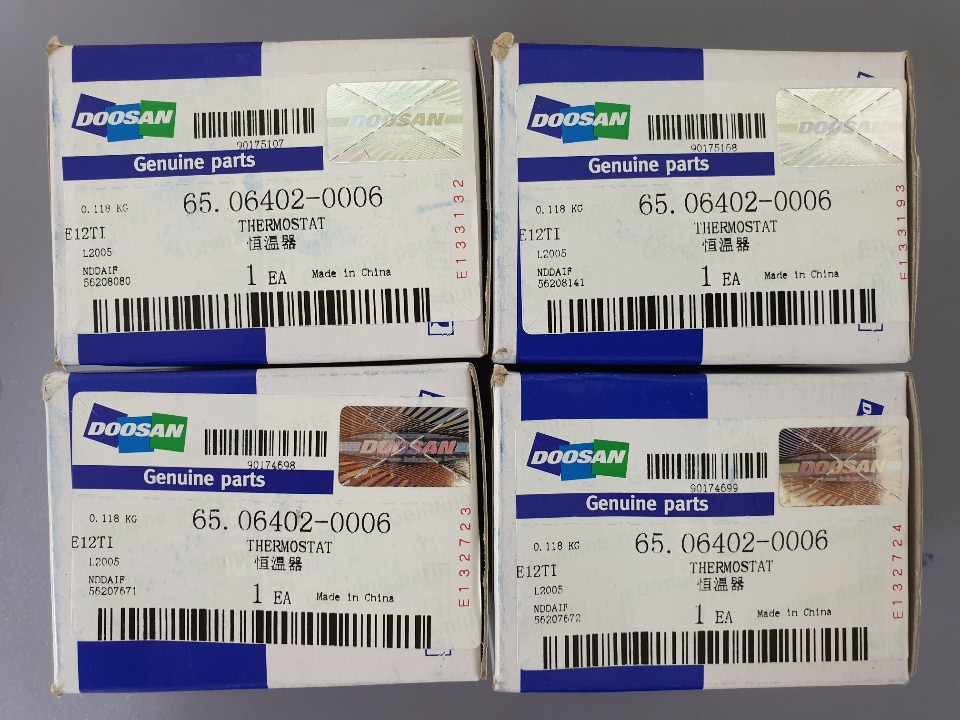 DOOSAN
90175107
DOOSAN
Genuine parts
0.118 KG
65.06402-0006
THERMOSTAT
E12TI
恒温器
L2005
NDDAIF
56208080
1 EA
Made in China
E133132
DOOSAN
90175168
DOOSAN
Genuine parts
0.118 KG
65.06402-0006
THERMOSTAT
E12TI
恒温器
L2005
NDDAIF
56208141
1 EA
Made in China
E133193
DOOSAN
90174698
DOOSAN
Genuine parts
0.118 KG
65.06402-0006
THERMOSTAT
E12TI
恒温器
L2005
NDDAIF
56207671
1 EA
Made in China
E132723
DOOSAN
90174699
DOOSAN
Genuine parts
0.118 KG
65.06402-0006
THERMOSTAT
E12TI
恒温器
L2005
NDDAIF
56207672
1 EA
Made in China
E132724